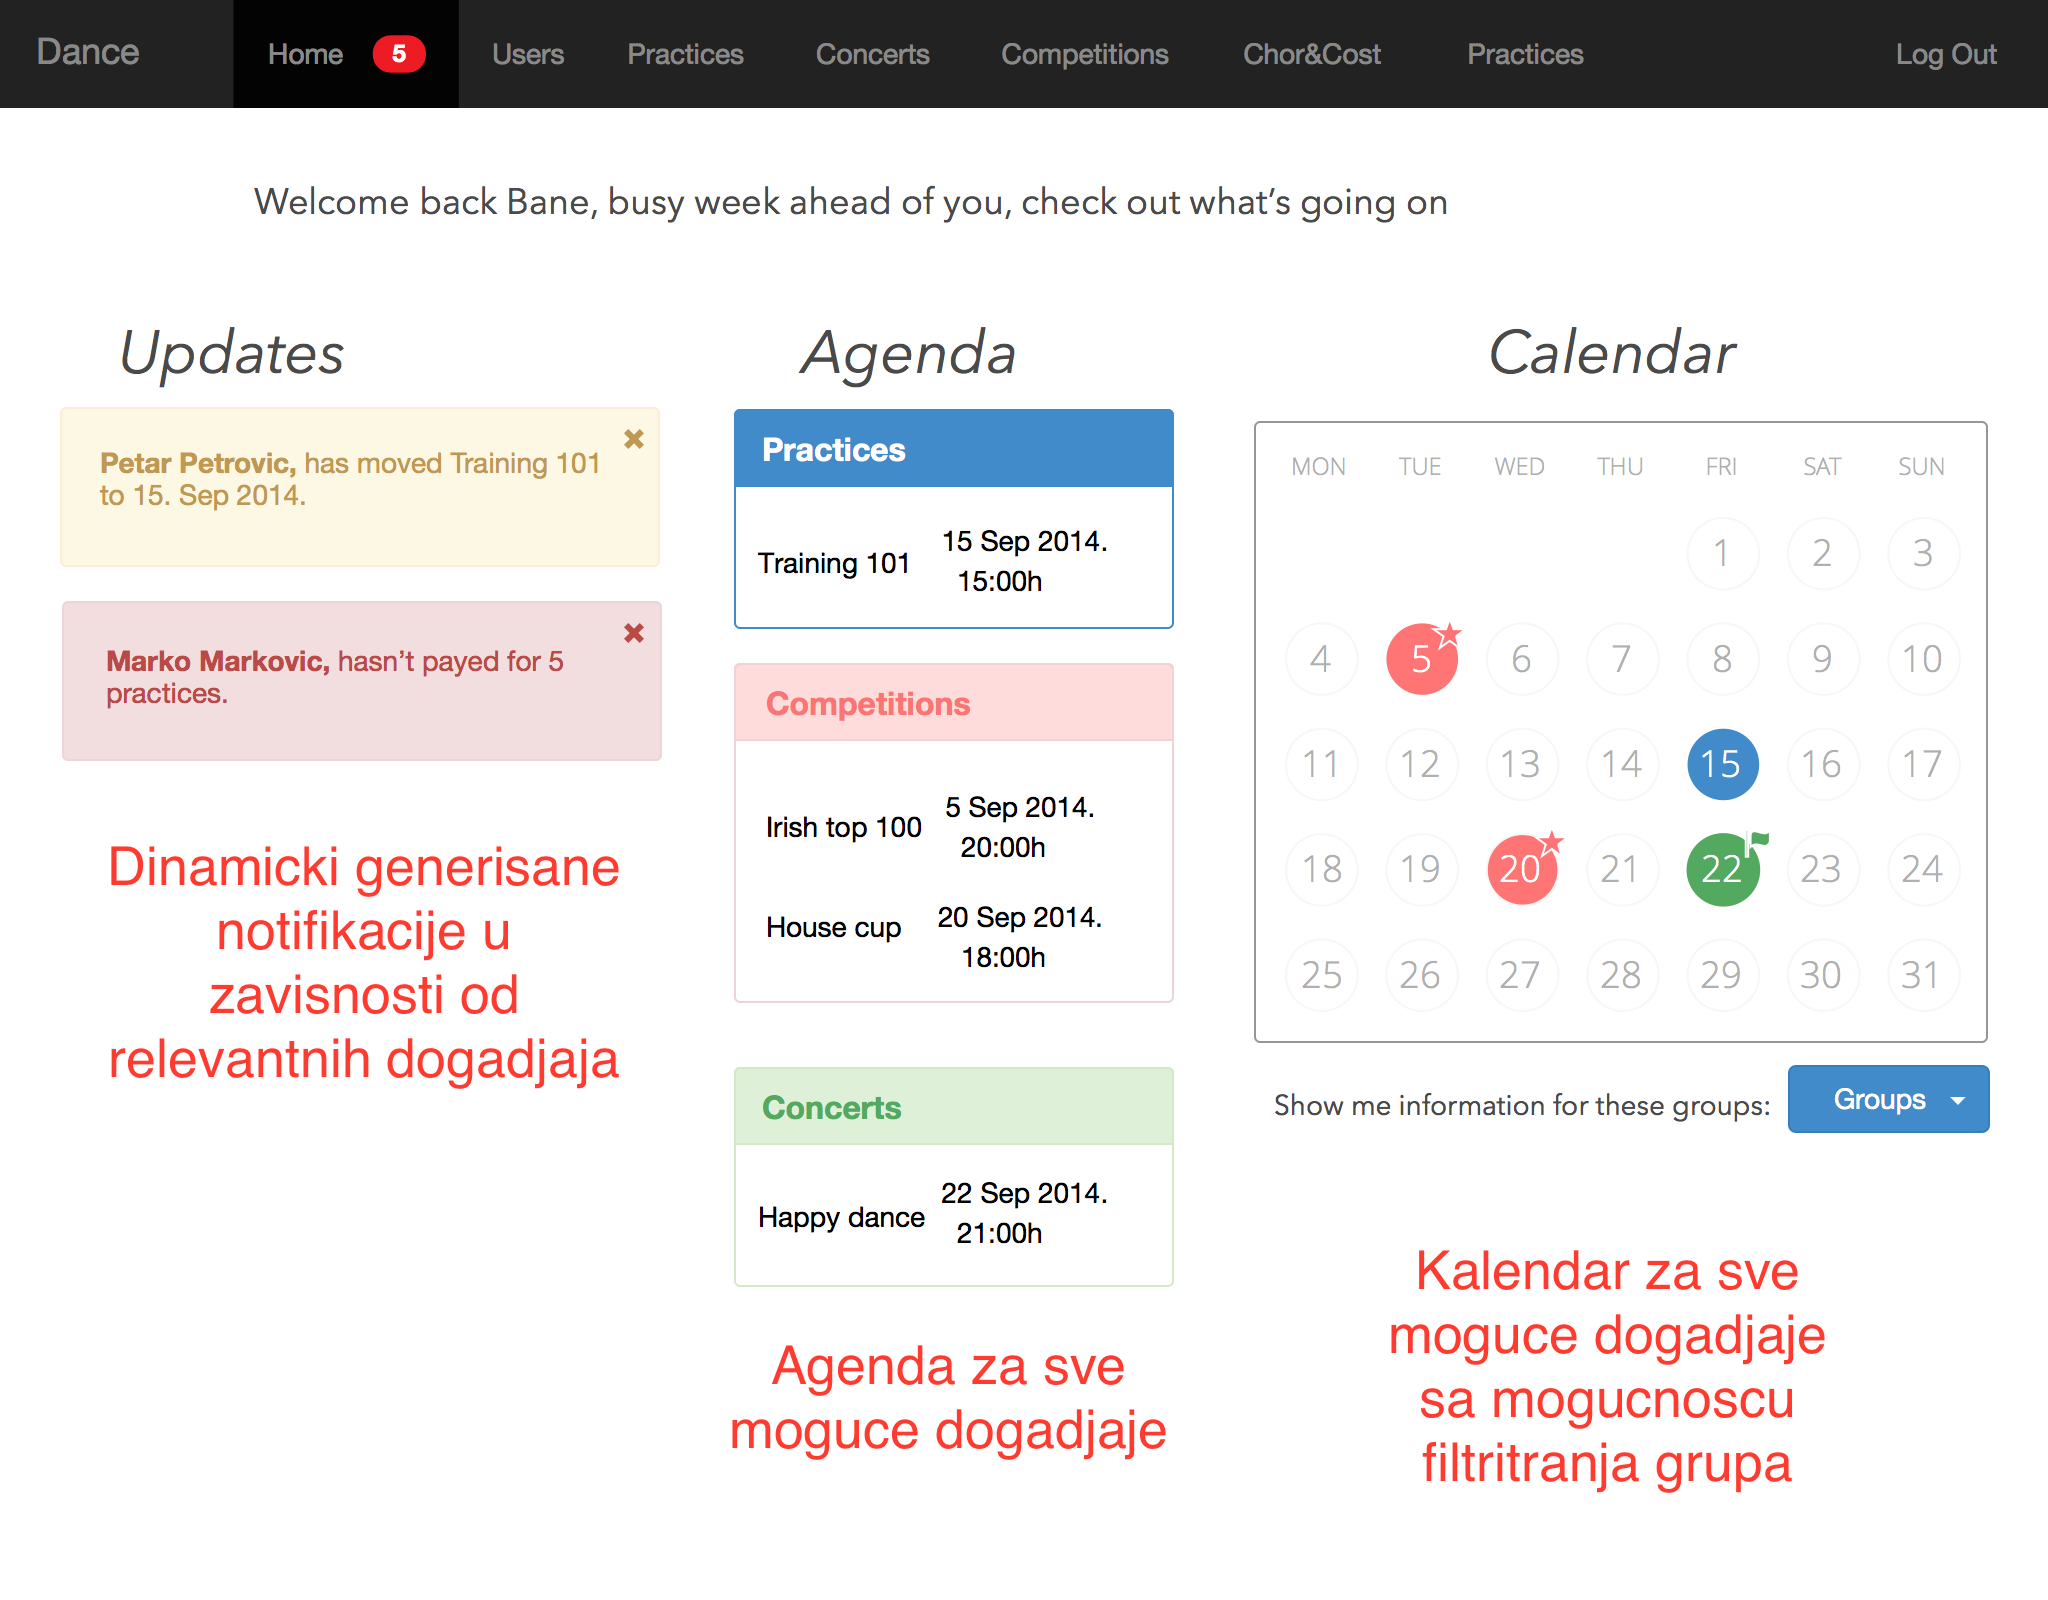 Dance Home 5 Users Practices Concerts Competitions Chor&Cost Practices Log Out
Welcome back Bane, busy week ahead of you, check out what's going on
Updates
Petar Petrovic, has moved Training 101
to 15. Sep 2014.
Marko Markovic, hasn't payed for 5
practices.
Dinamicki generisane
notifikacije u
zavisnosti od
relevantnih dogadjaja
Agenda
Practices
Training 101
15 Sep 2014.
15:00h
Competitions
Irish top 100
5 Sep 2014.
20:00h
House cup
20 Sep 2014.
18:00h
Concerts
Happy dance
22 Sep 2014.
21:00h
Agenda za sve
moguce dogadjaje
Calendar
MON TUE WED THU FRI SAT SUN
1 2 3
4 5 6 7 8 9 10
11 12 13 14 15 16 17
18 19 20 21 22 23 24
25 26 27 28 29 30 31
Show me information for these groups: Groups
Kalendar za sve
moguce dogadjaje
sa mogucnoscu
filtritranja grupa